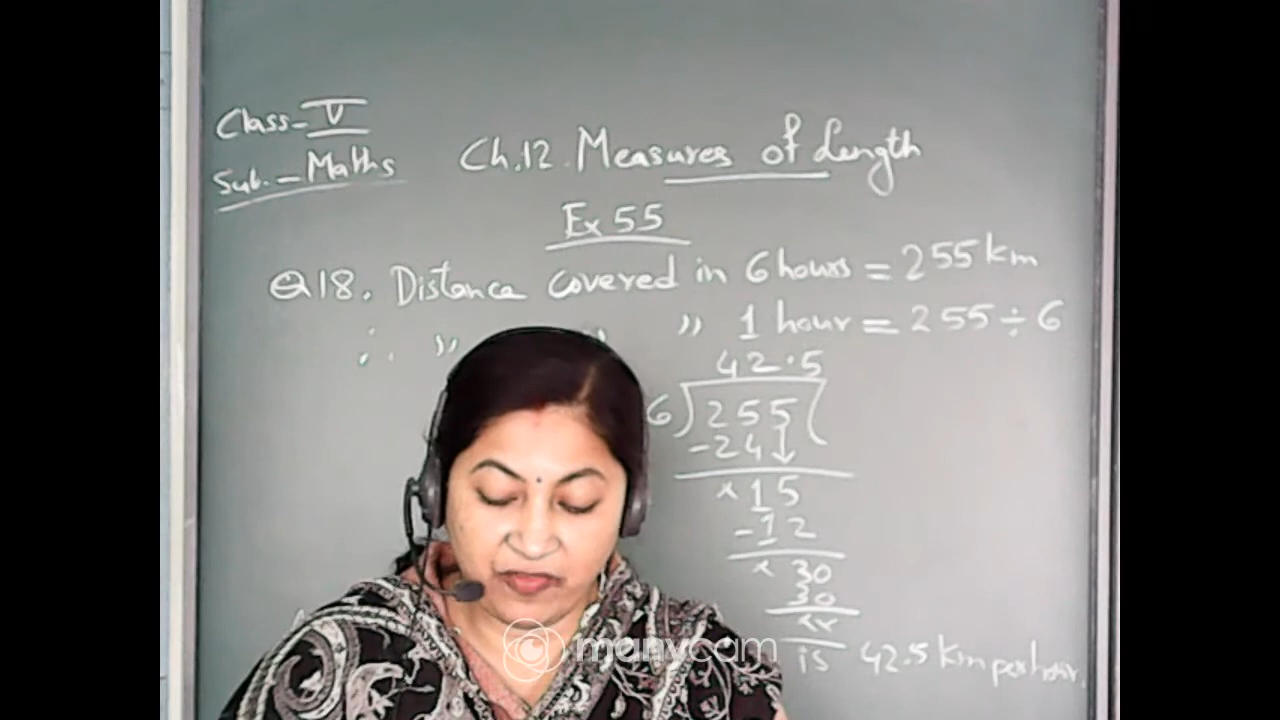 Class-V
Sub.-Maths
Ch.12. Measures of Length
Ex 55
Q18. Distance covered in 6 hours = 255 km
∴ ,, ,, ,, 1 hour = 255 ÷ 6
42.5
6)255(
-24↓
×15
-12
×30
30
××
is 42.5 km per hour.
manycam